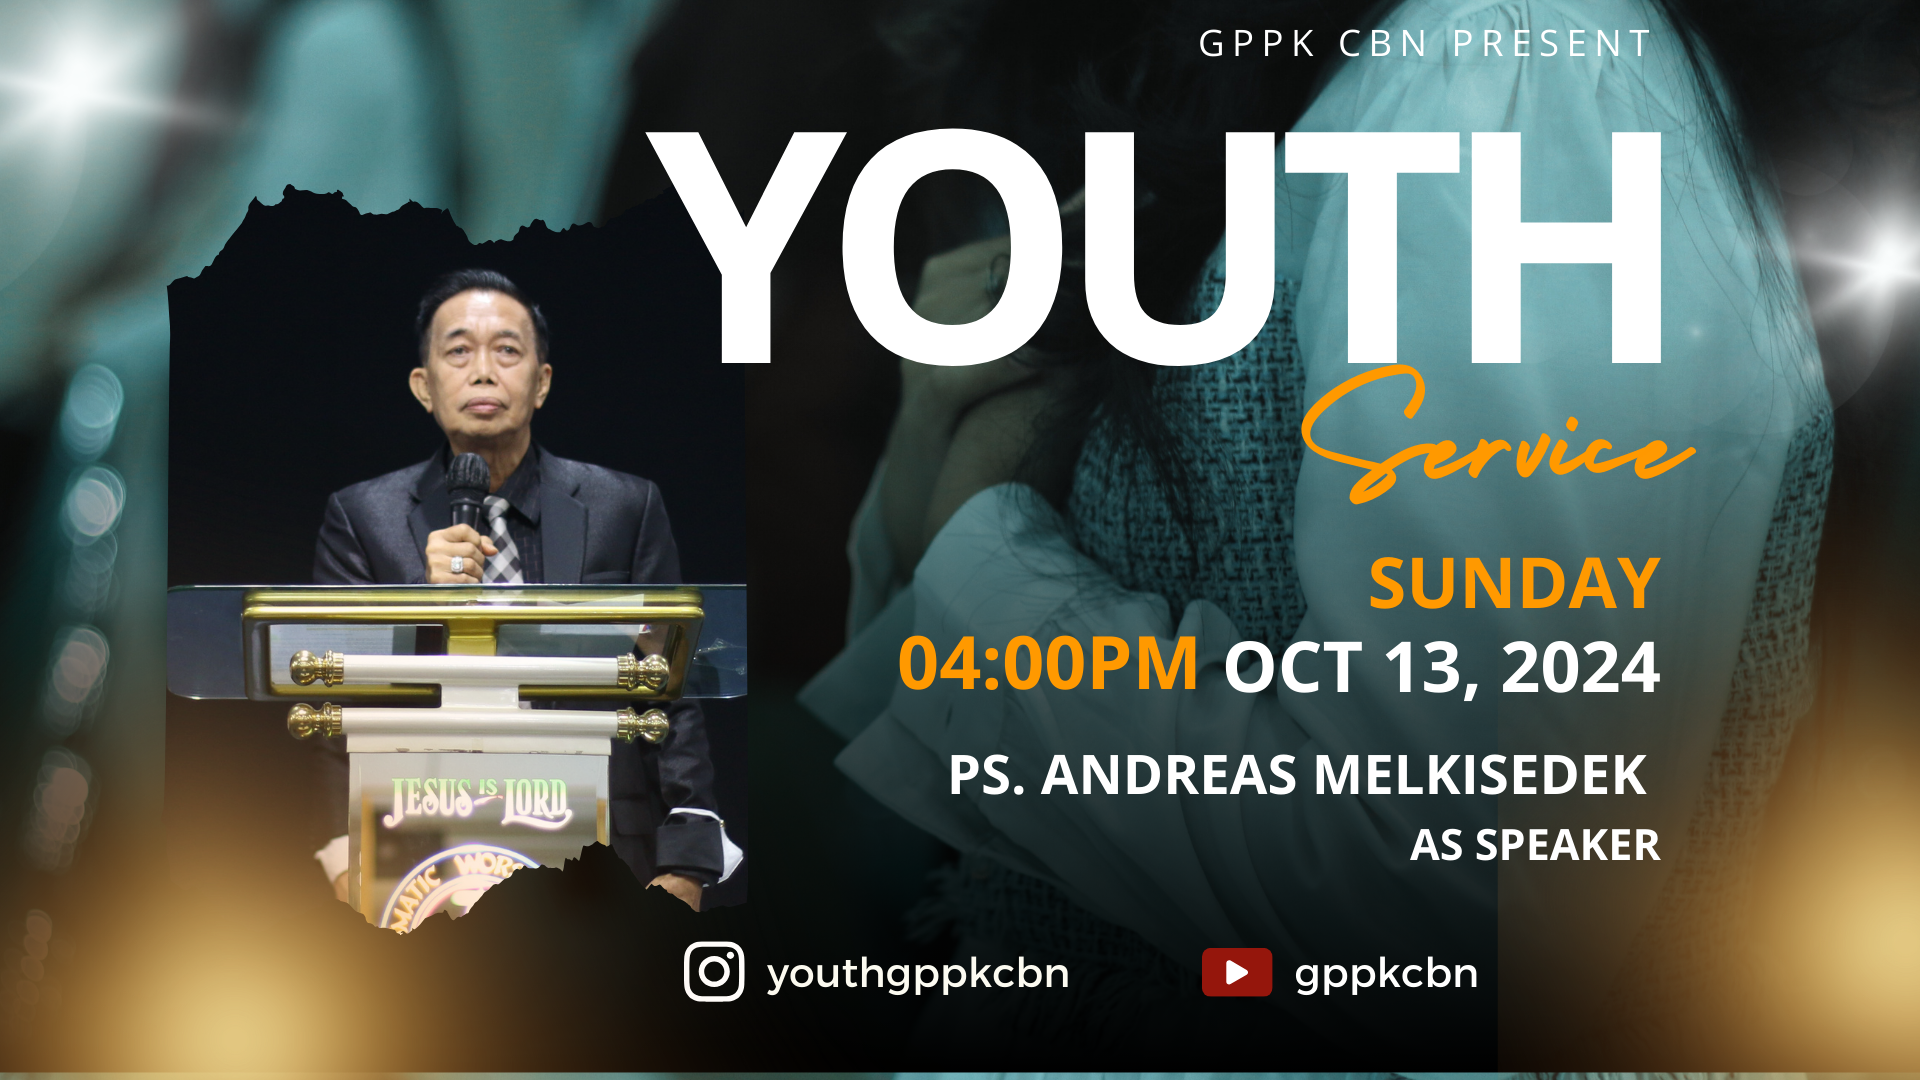 GPPK CBN PRESENT
YOUTH
Service
SUNDAY
04:00PM OCT 13, 2024
PS. ANDREAS MELKISEDEK
AS SPEAKER
JESUS IS LORD
youthgppkcbn
gppkcbn